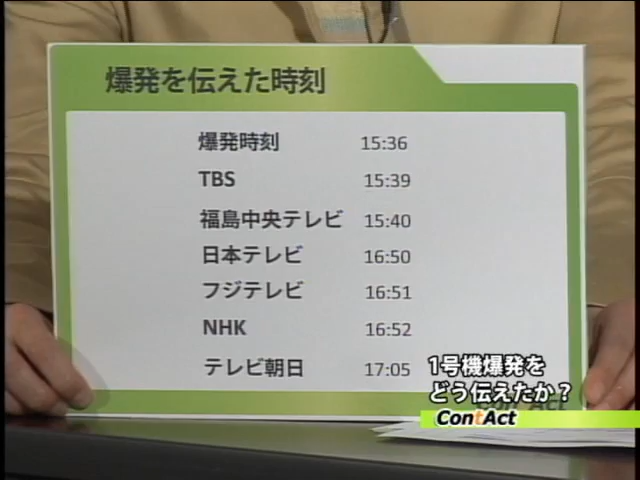 爆発を伝えた時刻
爆発時刻 15:36
TBS 15:39
福島中央テレビ 15:40
日本テレビ 16:50
フジテレビ 16:51
NHK 16:52
テレビ朝日 17:05
1号機爆発を
どう伝えたか?
ContAct